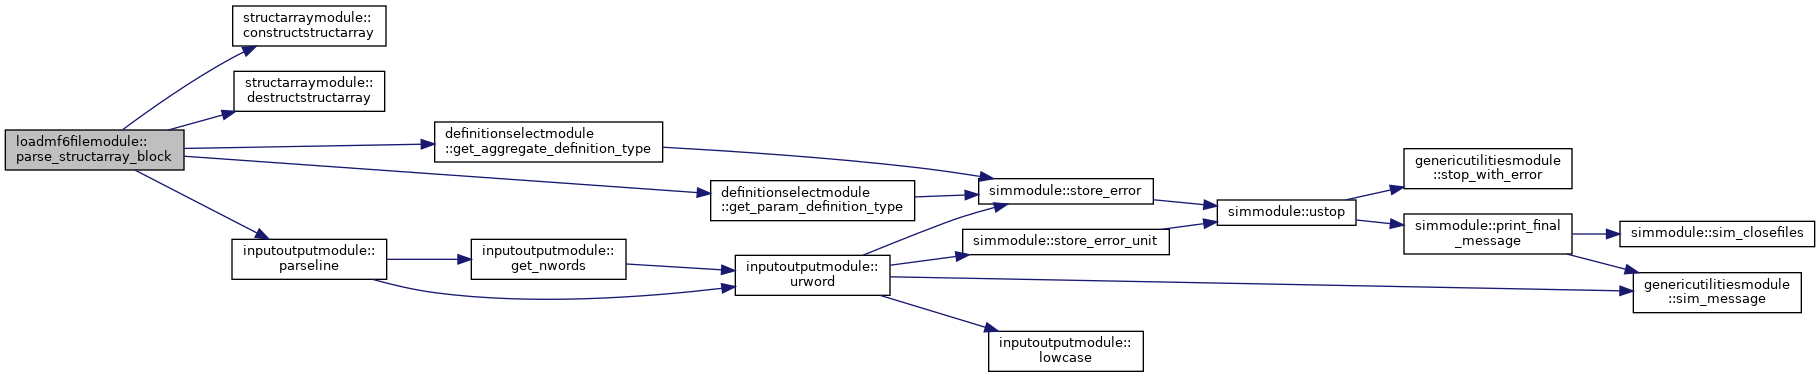 structarraymodule::
constructstructarray
structarraymodule::
destructstructarray
loadmf6filemodule::
parse_structarray_block
definitionselectmodule
::get_aggregate_definition_type
definitionselectmodule
::get_param_definition_type
inputoutputmodule::
parseline
inputoutputmodule::
get_nwords
inputoutputmodule::
urword
simmodule::store_error
simmodule::store_error_unit
inputoutputmodule::
lowcase
simmodule::ustop
genericutilitiesmodule
::stop_with_error
simmodule::print_final
_message
simmodule::sim_closefiles
genericutilitiesmodule
::sim_message